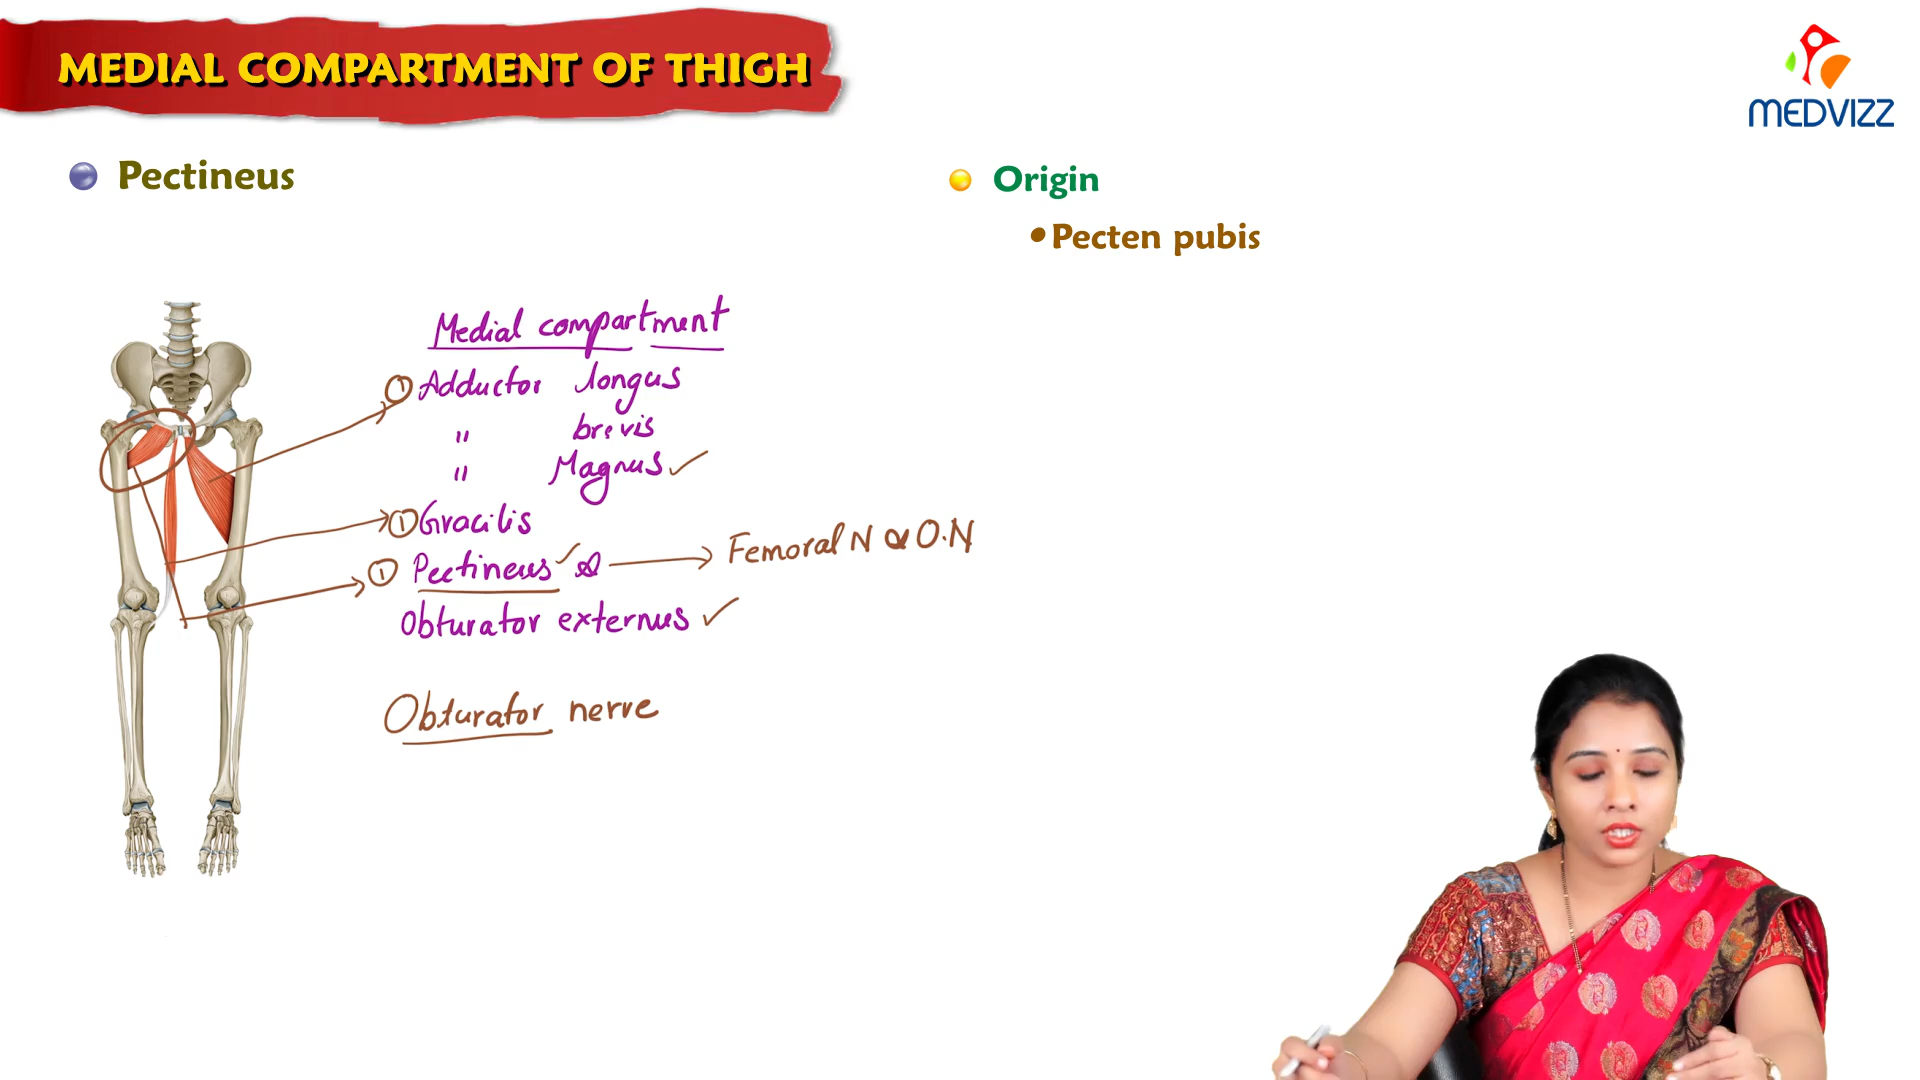 MEDIAL COMPARTMENT OF THIGH
MEDVIZZ
Pectineus
Origin
•Pecten pubis
Medial compartment
① Adductor longus
" brevis
" Magnus ✓
① Gracilis
① Pectineus ✓ → Femoral N & O.N
Obturator externus ✓
Obturator nerve